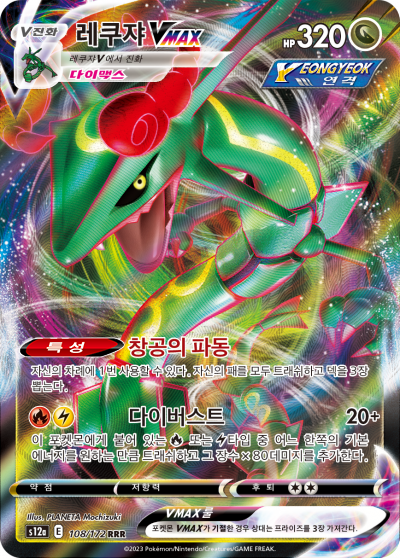 V진화 레쿠쟈 VMAX HP 320
레쿠쟈V에서 진화
다이맥스
YEONGYEOK
연격
특성 창공의 파동
자신의 차례에 1번 사용할 수 있다. 자신의 패를 모두 트래쉬하고 덱을 3장
뽑는다.
다이버스트 20+
이 포켓몬에게 붙어 있는 또는 타입 중 어느 한쪽의 기본
에너지를 원하는 만큼 트래쉬하고 그 장수×80데미지를 추가한다.
약점 저항력 후퇴
Illus. PLANETA Mochizuki
VMAX룰
s12a E 108/172 RRR
포켓몬 VMAX가 기절한 경우 상대는 프라이즈를 3장 가져간다.
©2023 Pokémon/Nintendo/Creatures/GAME FREAK.